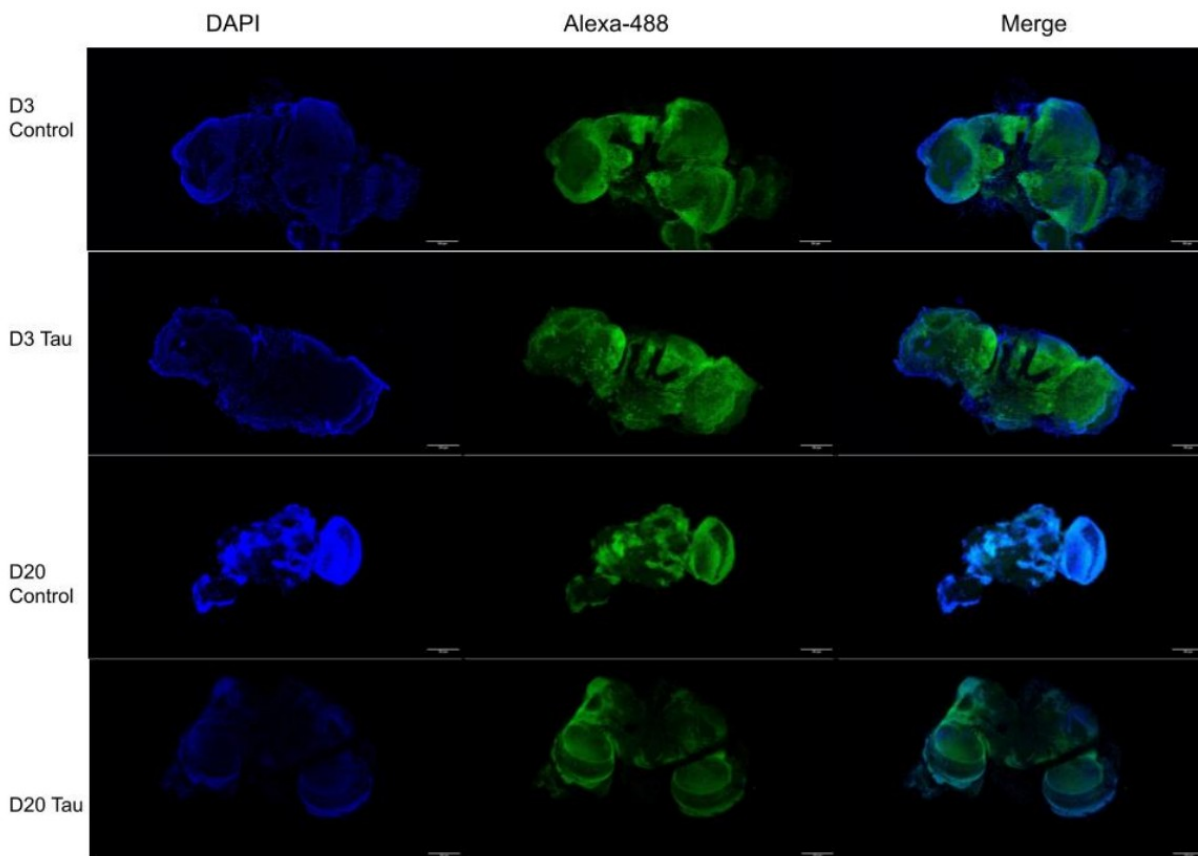 DAPI Alexa-488 Merge
D3
Control
D3 Tau
D20
Control
D20 Tau